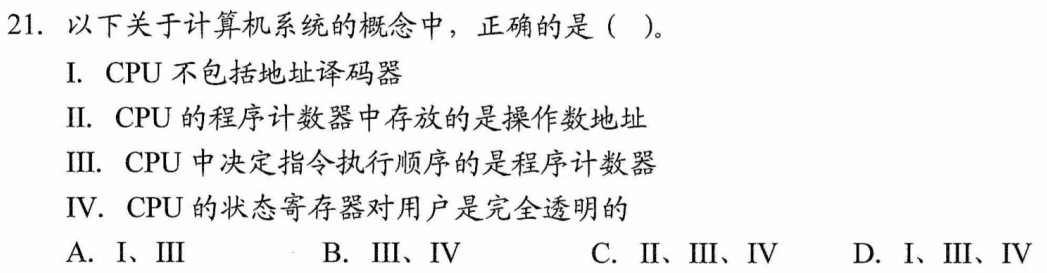 21. 以下关于计算机系统的概念中，正确的是（ ）。
I. CPU 不包括地址译码器
II. CPU 的程序计数器中存放的是操作数地址
III. CPU 中决定指令执行顺序的是程序计数器
IV. CPU 的状态寄存器对用户是完全透明的
A. I、III B. III、IV C. II、III、IV D. I、III、IV